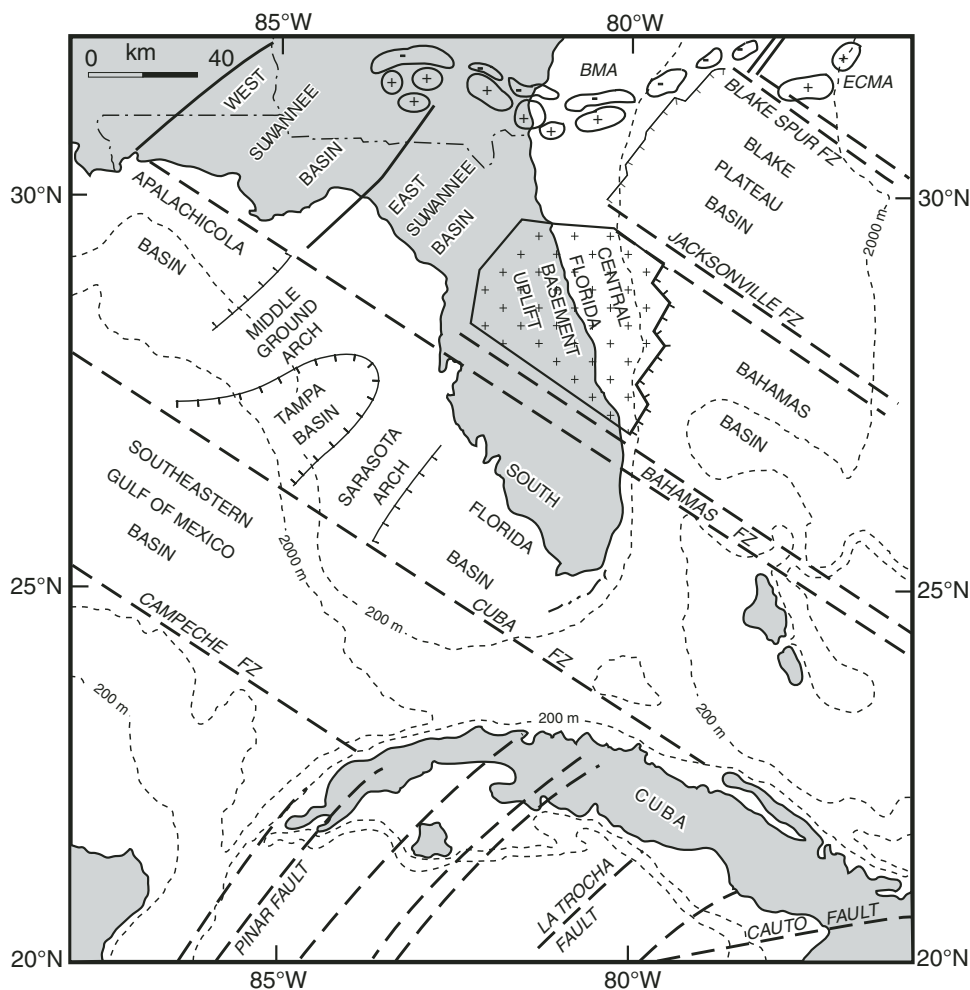 85°W
80°W
0 km 40
WEST
SUWANNEE
BASIN
BMA
ECMA
BLAKE SPUR FZ
BLAKE
PLATEAU
BASIN
2000 m
30°N
30°N
APALACHICOLA
BASIN
EAST
SUWANNEE
BASIN
JACKSONVILLE FZ
CENTRAL
FLORIDA
BASEMENT
UPLIFT
MIDDLE
GROUND
ARCH
TAMPA
BASIN
BAHAMAS
BASIN
SARASOTA
ARCH
SOUTHEASTERN
GULF OF MEXICO
BASIN
SOUTH
FLORIDA
BASIN
BAHAMAS
FZ
2000 m
25°N
25°N
CAMPECHE FZ
200 m
CUBA
FZ
200 m
200 m
200 m
CUBA
PINAR FAULT
LA TROCHA
FAULT
CAUTO FAULT
20°N
20°N
85°W
80°W